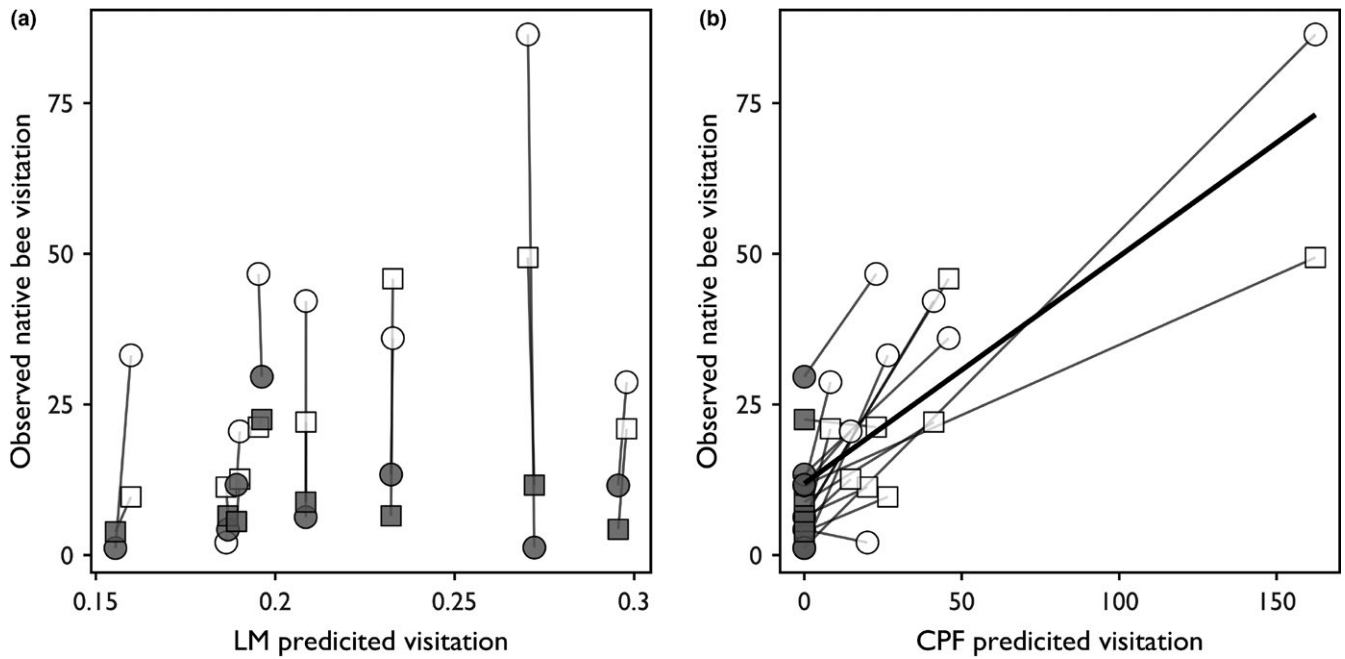 (a)
Observed native bee visitation
75
50
25
0
0.15
0.2
0.25
0.3
LM predicited visitation
(b)
Observed native bee visitation
75
50
25
0
0
50
100
150
CPF predicited visitation